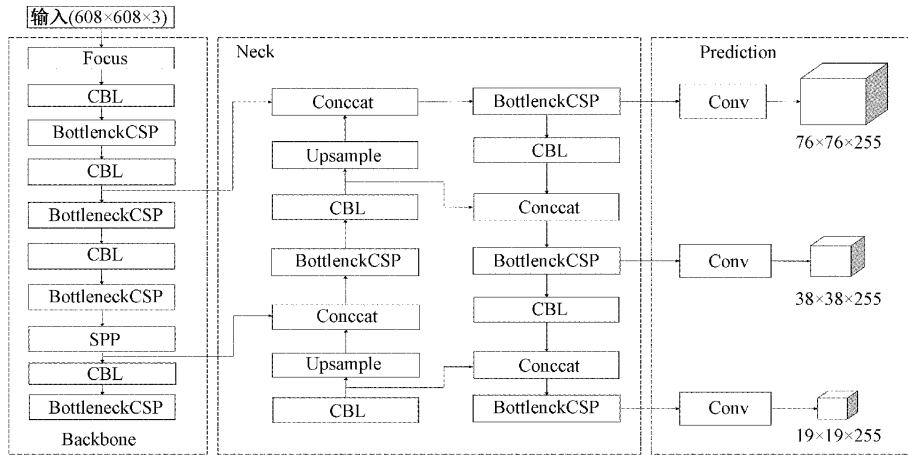 输入(608×608×3)
Focus
CBL
BottlenckCSP
CBL
BottleneckCSP
CBL
BottleneckCSP
SPP
CBL
BottleneckCSP
Backbone
Neck
Conccat
Upsample
CBL
BottlenckCSP
Conccat
Upsample
CBL
BottlenckCSP
CBL
Conccat
BottlenckCSP
CBL
Conccat
BottlenckCSP
Prediction
Conv
76×76×255
Conv
38×38×255
Conv
19×19×255